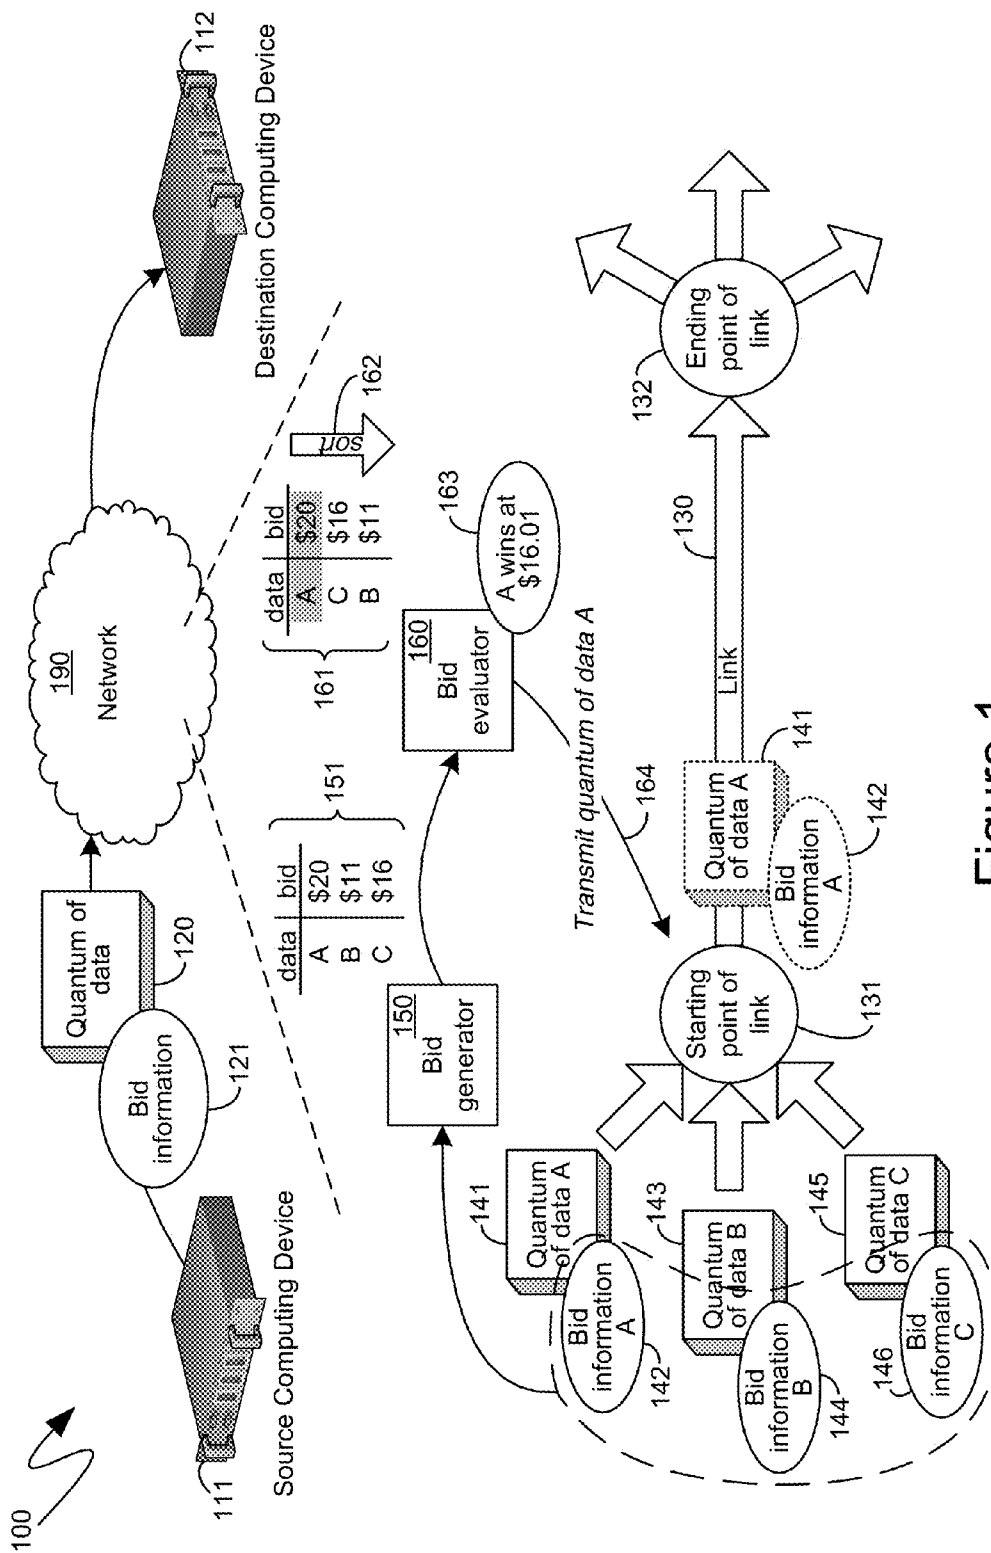 100
111
Source Computing Device
Bid
information
121
Quantum of
data
120
190
Network
112
Destination Computing Device
data bid
A $20
B $11
C $16
151
data bid
A $20
C $16
B $11
161
sort
162
150
Bid
generator
160
Bid
evaluator
A wins at
$16.01
163
Transmit quantum of data A
164
141
Quantum
of data A
Bid
information
A
142
143
Quantum
of data B
Bid
information
B
144
145
Quantum
of data C
Bid
information
C
146
Starting
point of
link
131
Quantum
of data A
141
Bid
information
A
142
Link
130
Ending
point of
link
132
Figure 1